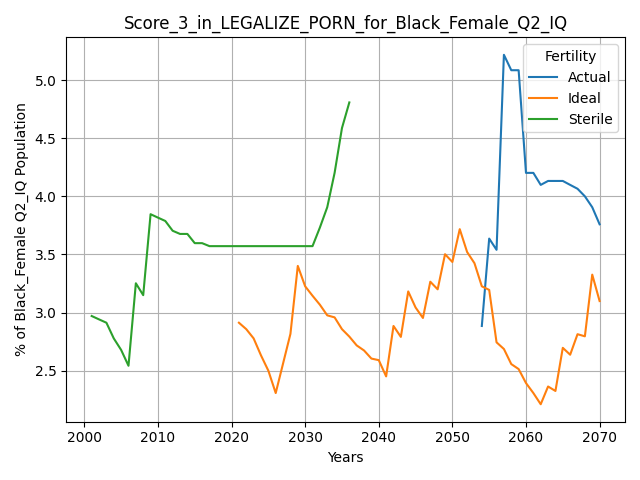 Score_3_in_LEGALIZE_PORN_for_Black_Female_Q2_IQ
Fertility
Actual
Ideal
Sterile
% of Black_Female Q2_IQ Population
5.0
4.5
4.0
3.5
3.0
2.5
2000 2010 2020 2030 2040 2050 2060 2070
Years